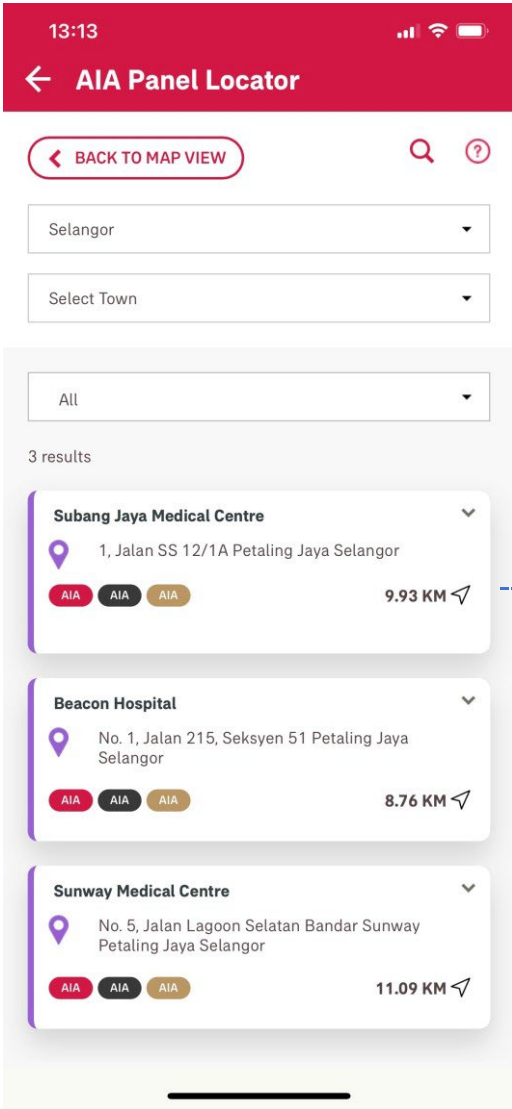 13:13
AIA Panel Locator
BACK TO MAP VIEW
?
Selangor
Select Town
All
3 results
Subang Jaya Medical Centre
1, Jalan SS 12/1A Petaling Jaya Selangor
AIA AIA AIA 9.93 KM
Beacon Hospital
No. 1, Jalan 215, Seksyen 51 Petaling Jaya
Selangor
AIA AIA AIA 8.76 KM
Sunway Medical Centre
No. 5, Jalan Lagoon Selatan Bandar Sunway
Petaling Jaya Selangor
AIA AIA AIA 11.09 KM